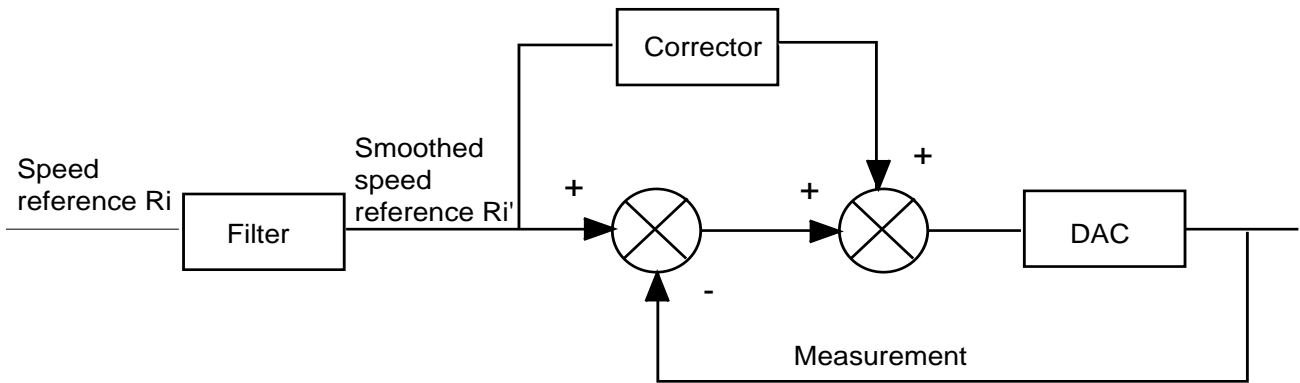 Corrector
Speed
reference Ri
Smoothed
speed
reference Ri'
Filter
+
+
+
-
DAC
Measurement